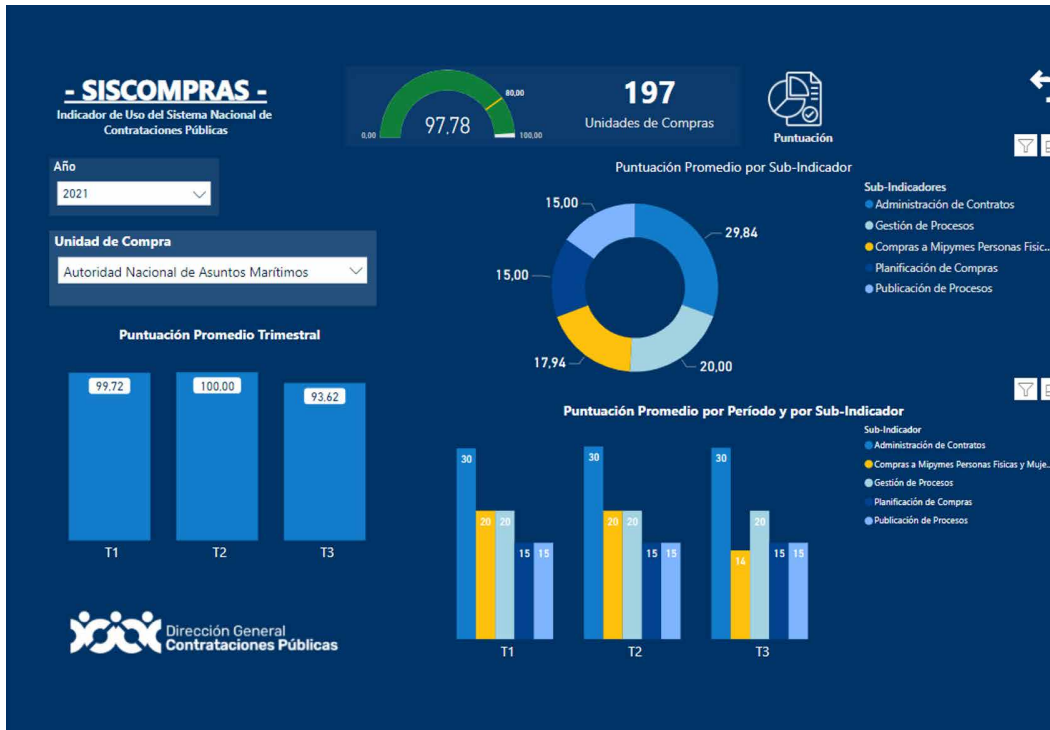 - SISCOMPRAS -
Indicador de Uso del Sistema Nacional de
Contrataciones Públicas
80,00
0,00
97,78
100,00
197
Unidades de Compras
Puntuación
Año
2021
Unidad de Compra
Autoridad Nacional de Asuntos Marítimos
Puntuación Promedio por Sub-Indicador
15,00
29,84
15,00
17,94
20,00
Sub-Indicadores
Administración de Contratos
Gestión de Procesos
Compras a Mipymes Personas Fisic...
Planificación de Compras
Publicación de Procesos
Puntuación Promedio Trimestral
99,72
100,00
93,62
T1
T2
T3
Puntuación Promedio por Período y por Sub-Indicador
30
20
20
15
15
30
20
20
15
15
30
14
20
15
15
T1
T2
T3
Sub-Indicador
Administración de Contratos
Compras a Mipymes Personas Fisicas y Muje...
Gestión de Procesos
Planificación de Compras
Publicación de Procesos
Dirección General
Contrataciones Públicas